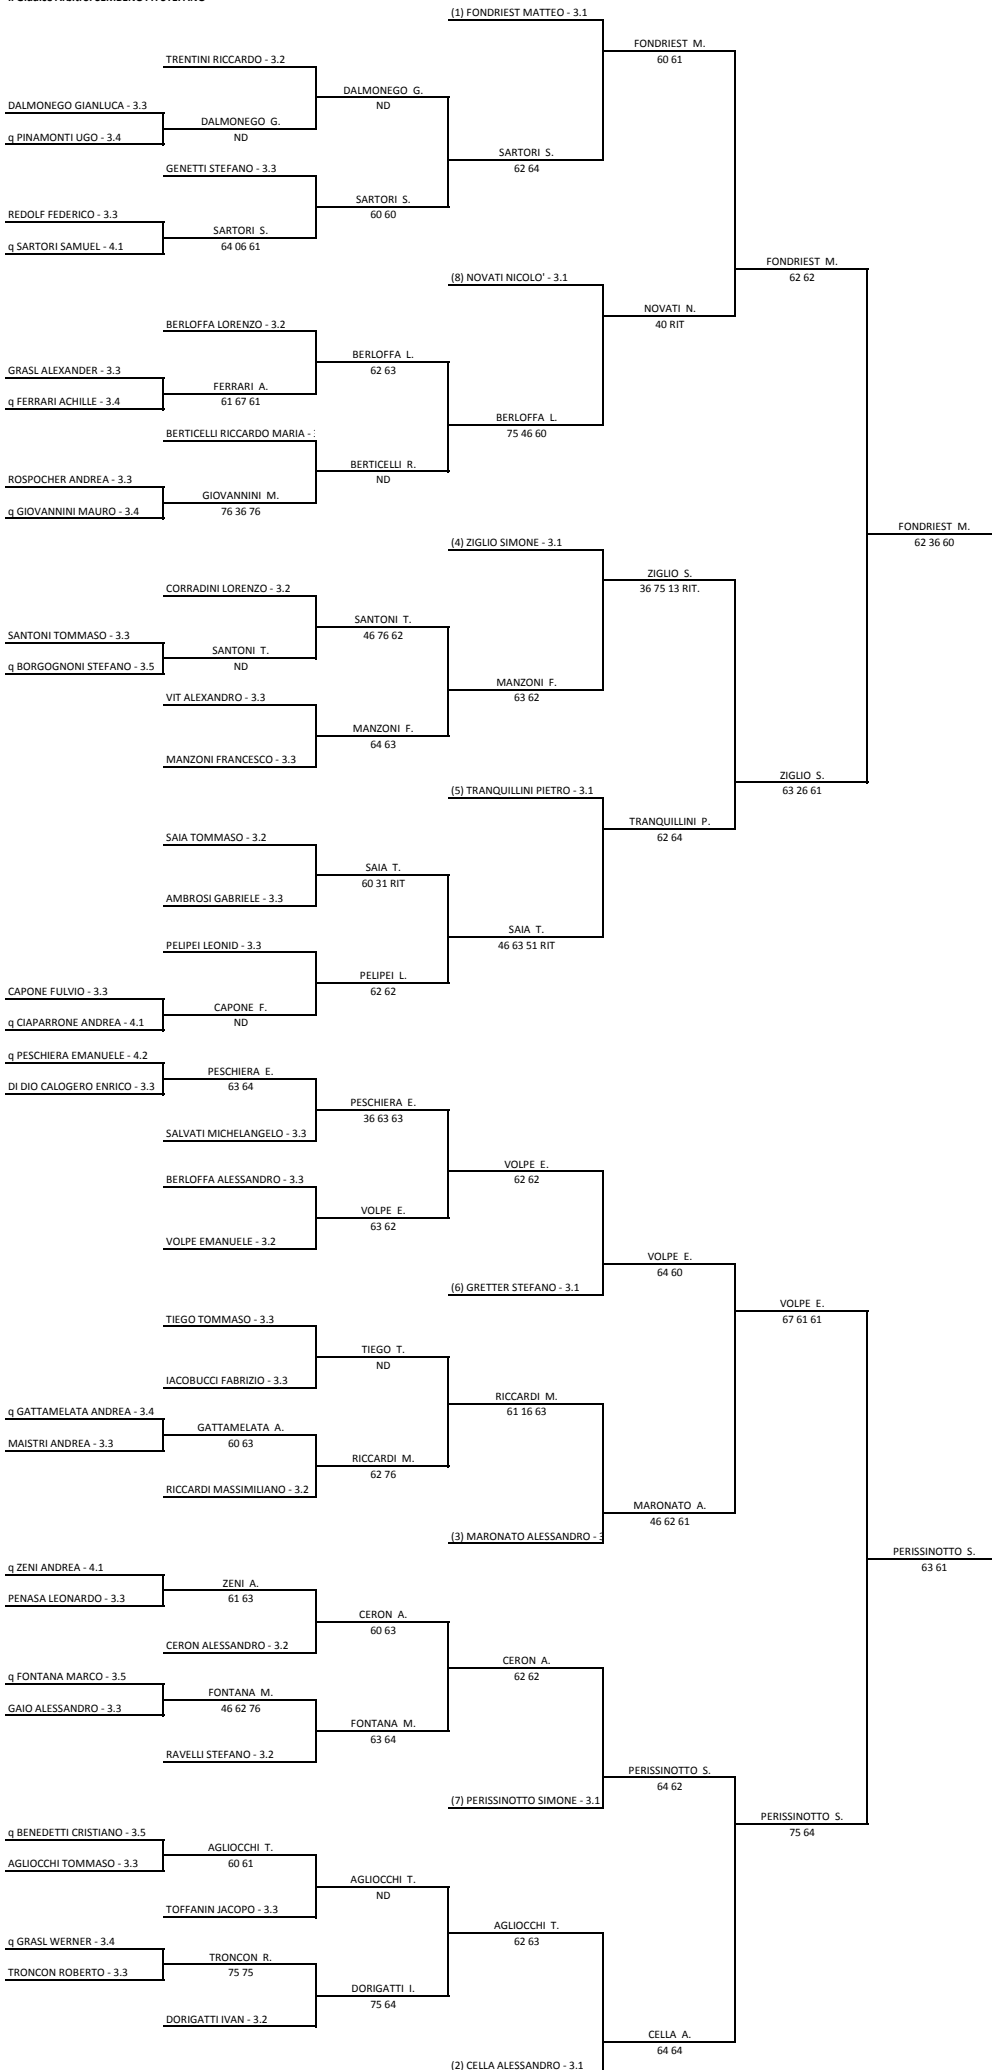 (1) FONDRIEST MATTEO - 3.1
FONDRIEST M.
60 61
TRENTINI RICCARDO - 3.2
DALMONEGO G.
ND
DALMONEGO GIANLUCA - 3.3
DALMONEGO G.
ND
q PINAMONTI UGO - 3.4
SARTORI S.
62 64
GENETTI STEFANO - 3.3
SARTORI S.
60 60
REDOLF FEDERICO - 3.3
SARTORI S.
64 06 61
q SARTORI SAMUEL - 4.1
FONDRIEST M.
62 62
(8) NOVATI NICOLO' - 3.1
NOVATI N.
40 RIT
BERLOFFA LORENZO - 3.2
BERLOFFA L.
62 63
GRASL ALEXANDER - 3.3
FERRARI A.
61 67 61
q FERRARI ACHILLE - 3.4
BERLOFFA L.
75 46 60
BERTICELLI RICCARDO MARIA -
BERTICELLI R.
ND
ROSPOCHER ANDREA - 3.3
GIOVANNINI M.
76 36 76
q GIOVANNINI MAURO - 3.4
FONDRIEST M.
62 36 60
(4) ZIGLIO SIMONE - 3.1
ZIGLIO S.
36 75 13 RIT.
CORRADINI LORENZO - 3.2
SANTONI T.
46 76 62
SANTONI TOMMASO - 3.3
SANTONI T.
ND
q BORGOGNONI STEFANO - 3.5
MANZONI F.
63 62
VIT ALEXANDRO - 3.3
MANZONI F.
64 63
MANZONI FRANCESCO - 3.3
ZIGLIO S.
63 26 61
(5) TRANQUILLINI PIETRO - 3.1
TRANQUILLINI P.
62 64
SAIA TOMMASO - 3.2
SAIA T.
60 31 RIT
AMBROSI GABRIELE - 3.3
SAIA T.
46 63 51 RIT
PELIPEI LEONID - 3.3
PELIPEI L.
62 62
CAPONE FULVIO - 3.3
CAPONE F.
ND
q CIAPARRONE ANDREA - 4.1
q PESCHIERA EMANUELE - 4.2
PESCHIERA E.
63 64
DI DIO CALOGERO ENRICO - 3.3
PESCHIERA E.
36 63 63
SALVATI MICHELANGELO - 3.3
VOLPE E.
62 62
BERLOFFA ALESSANDRO - 3.3
VOLPE E.
63 62
VOLPE EMANUELE - 3.2
VOLPE E.
64 60
(6) GRETTER STEFANO - 3.1
VOLPE E.
67 61 61
TIEGO TOMMASO - 3.3
TIEGO T.
ND
IACOBUCCI FABRIZIO - 3.3
RICCARDI M.
61 16 63
q GATTAMELATA ANDREA - 3.4
GATTAMELATA A.
60 63
MAISTRI ANDREA - 3.3
RICCARDI M.
62 76
RICCARDI MASSIMILIANO - 3.2
MARONATO A.
46 62 61
(3) MARONATO ALESSANDRO -
PERISSINOTTO S.
63 61
q ZENI ANDREA - 4.1
ZENI A.
61 63
PENASA LEONARDO - 3.3
CERON A.
60 63
CERON ALESSANDRO - 3.2
CERON A.
62 62
q FONTANA MARCO - 3.5
FONTANA M.
46 62 76
GAIO ALESSANDRO - 3.3
FONTANA M.
63 64
RAVELLI STEFANO - 3.2
PERISSINOTTO S.
64 62
(7) PERISSINOTTO SIMONE - 3.1
PERISSINOTTO S.
75 64
q BENEDETTI CRISTIANO - 3.5
AGLIOCCHI T.
60 61
AGLIOCCHI TOMMASO - 3.3
AGLIOCCHI T.
ND
TOFFANIN JACOPO - 3.3
AGLIOCCHI T.
62 63
q GRASL WERNER - 3.4
TRONCON R.
75 75
TRONCON ROBERTO - 3.3
DORIGATTI I.
75 64
DORIGATTI IVAN - 3.2
CELLA A.
64 64
(2) CELLA ALESSANDRO - 3.1